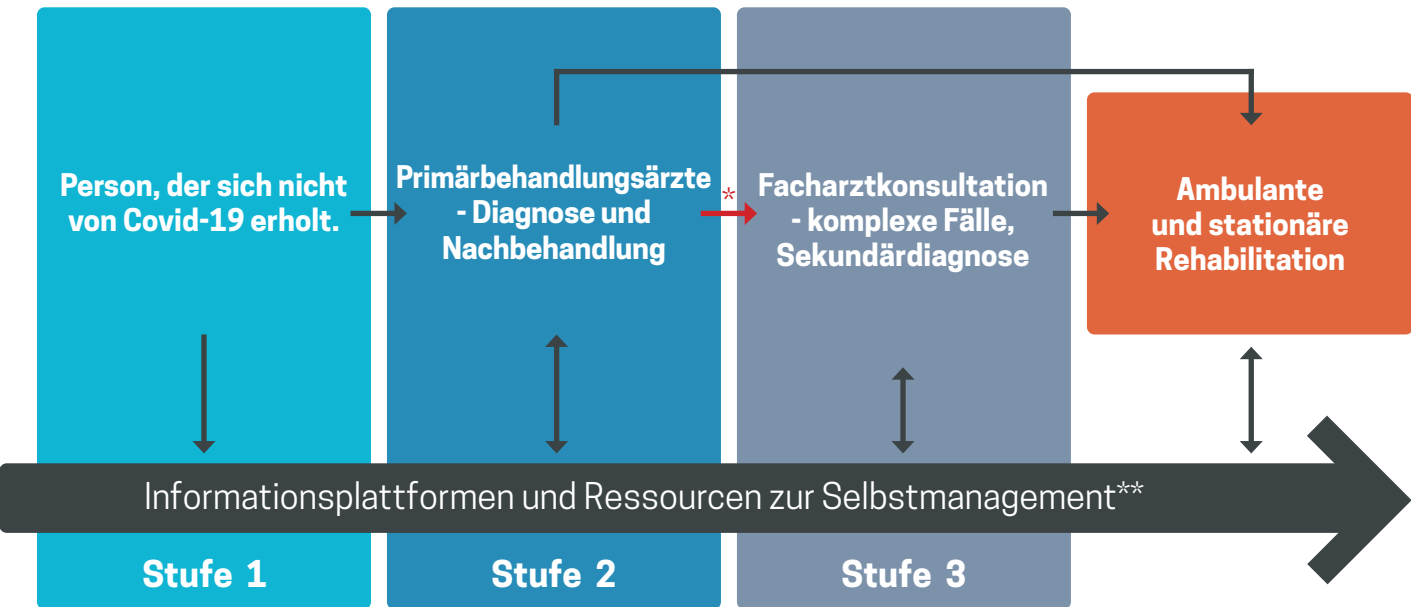 Person, der sich nicht
von Covid-19 erholt.
Primärbehandlungsärzte
- Diagnose und
Nachbehandlung
*
Facharztkonsultation
- komplexe Fälle,
Sekundärdiagnose
Ambulante
und stationäre
Rehabilitation
Informationsplattformen und Ressourcen zur Selbstmanagement**
Stufe 1
Stufe 2
Stufe 3